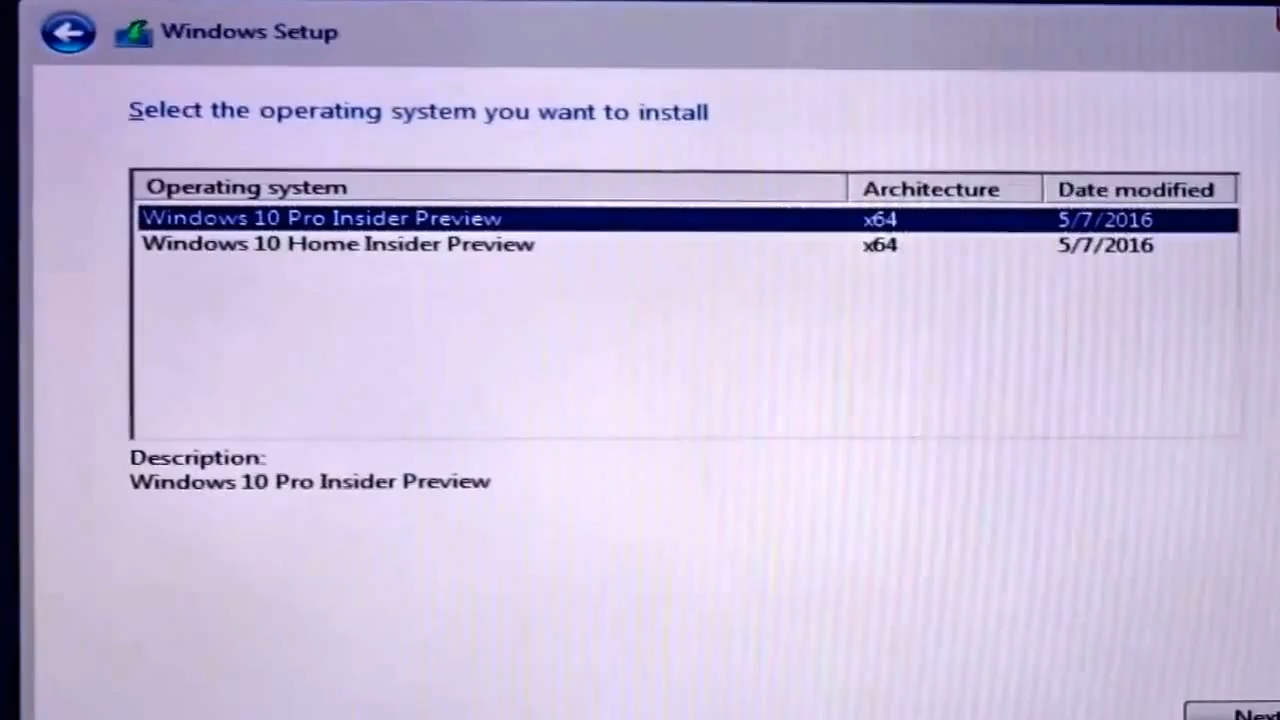 Windows Setup
Select the operating system you want to install
Operating system Architecture Date modified
Windows 10 Pro Insider Preview x64 5/7/2016
Windows 10 Home Insider Preview x64 5/7/2016
Description:
Windows 10 Pro Insider Preview